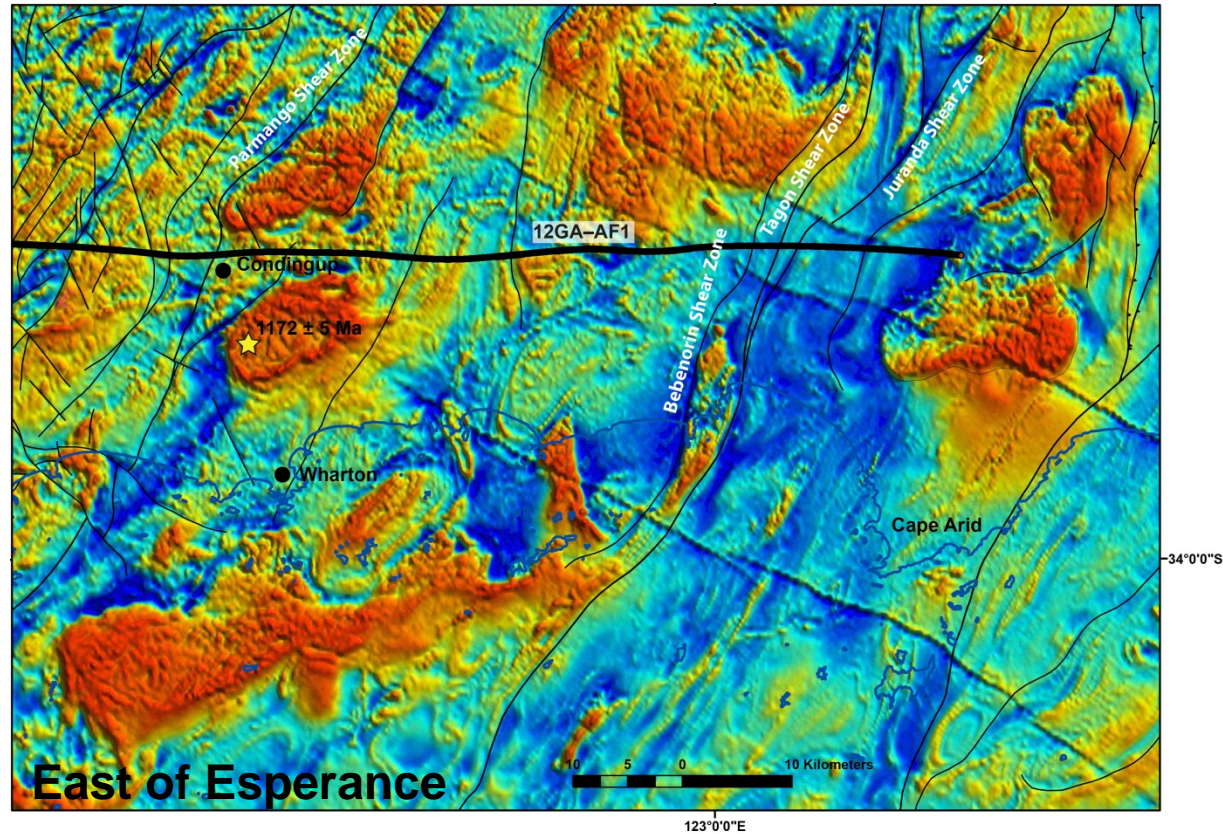 Parmango Shear Zone
Tagon Shear Zone
Juranda Shear Zone
12GA–AF1
Condingup
Bebenorin Shear Zone
1172 ± 5 Ma
Wharton
Cape Arid
34°0'0"S
East of Esperance
10 5 0 10 Kilometers
123°0'0"E